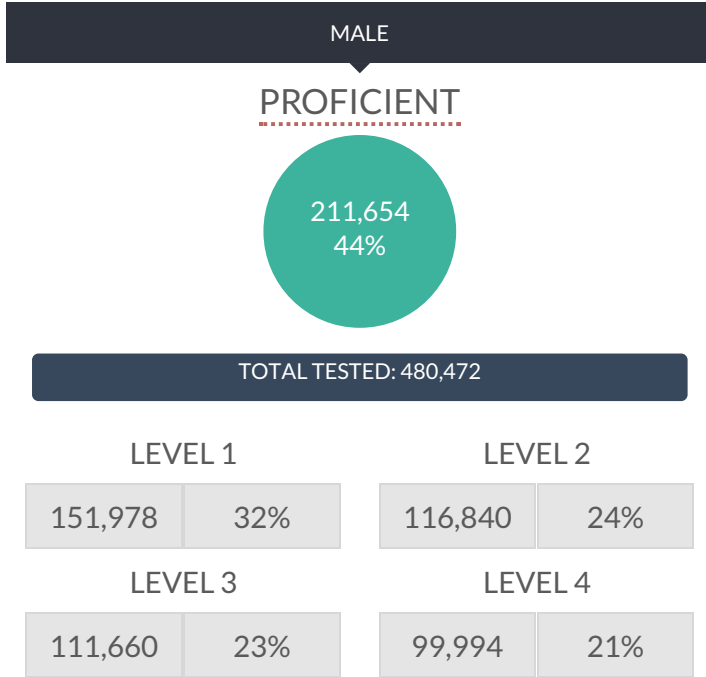 MALE
PROFICIENT
211,654
44%
TOTAL TESTED: 480,472
LEVEL 1
151,978 32%
LEVEL 2
116,840 24%
LEVEL 3
111,660 23%
LEVEL 4
99,994 21%